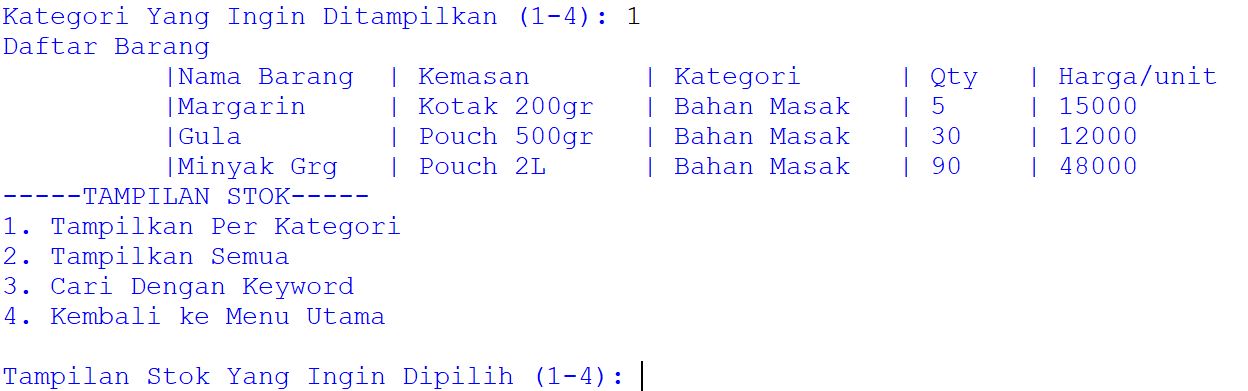 Kategori Yang Ingin Ditampilkan (1-4): 1
Daftar Barang
|Nama Barang | Kemasan | Kategori | Qty | Harga/unit
|Margarin | Kotak 200gr | Bahan Masak | 5 | 15000
|Gula | Pouch 500gr | Bahan Masak | 30 | 12000
|Minyak Grg | Pouch 2L | Bahan Masak | 90 | 48000
-----TAMPILAN STOK-----
1. Tampilkan Per Kategori
2. Tampilkan Semua
3. Cari Dengan Keyword
4. Kembali ke Menu Utama
Tampilan Stok Yang Ingin Dipilih (1-4):